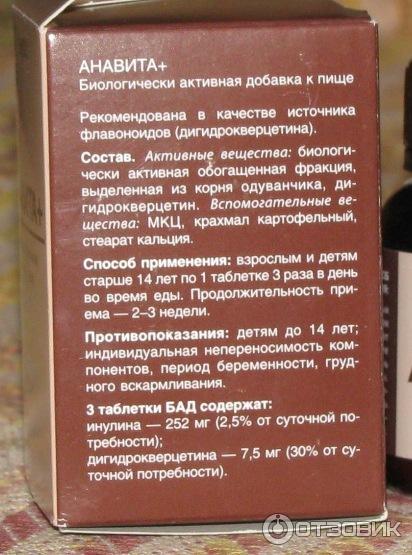 АНАВИТА+
Биологически активная добавка к пище
Рекомендована в качестве источника
флавоноидов (дигидрокверцетина).
Состав. Активные вещества: биологи-
чески активная обогащенная фракция,
выделенная из корня одуванчика, ди-
гидрокверцетин. Вспомогательные ве-
щества: МКЦ, крахмал картофельный,
стеарат кальция.
Способ применения: взрослым и детям
старше 14 лет по 1 таблетке 3 раза в день
во время еды. Продолжительность при-
ема — 2–3 недели.
Противопоказания: детям до 14 лет;
индивидуальная непереносимость ком-
понентов, период беременности, груд-
ного вскармливания.
3 таблетки БАД содержат:
инулина — 252 мг (2,5% от суточной по-
требности);
дигидрокверцетина — 7,5 мг (30% от су-
точной потребности).
ОТЗОВИК